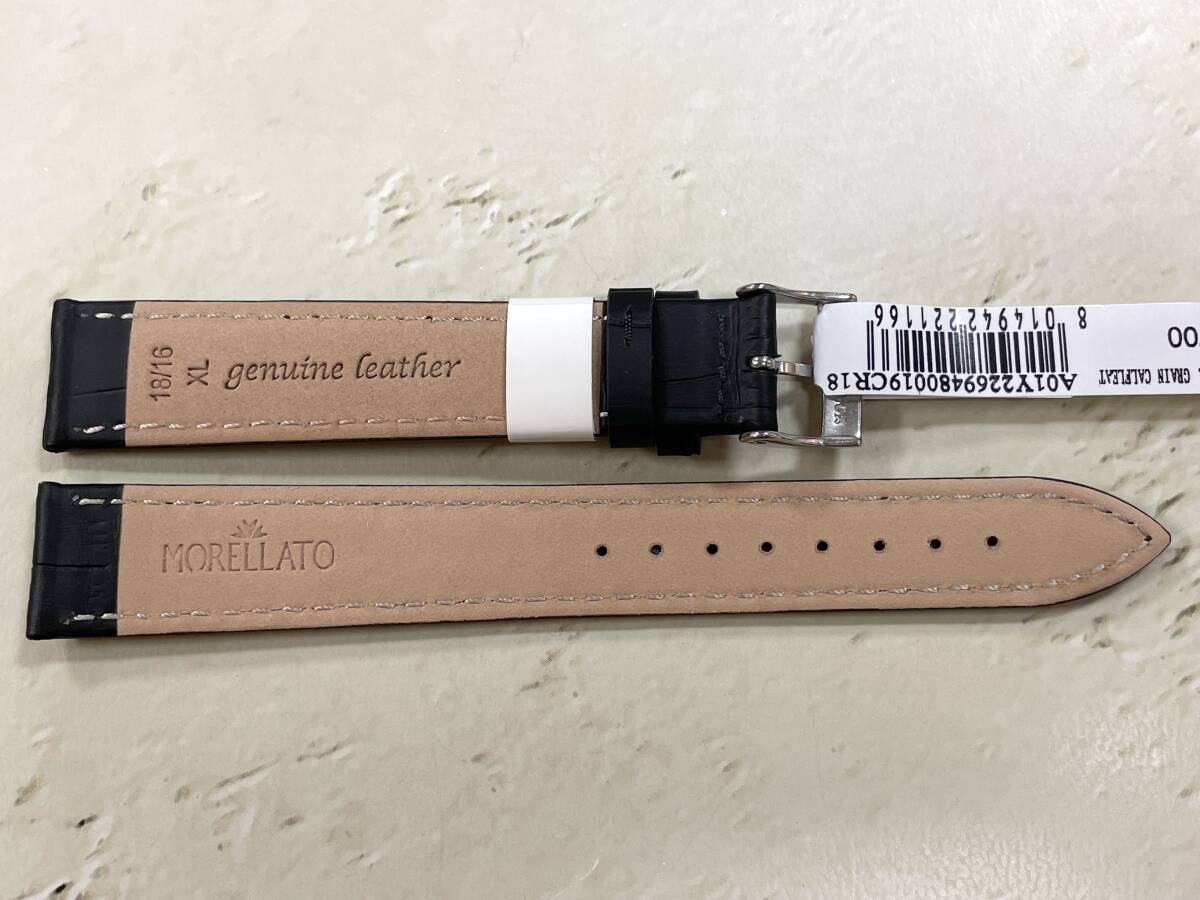 18/16
XL
genuine leather
MORELLATO
8 014942 221166
A01Y2269480019CR18
GRAIN CALFLEAT
00